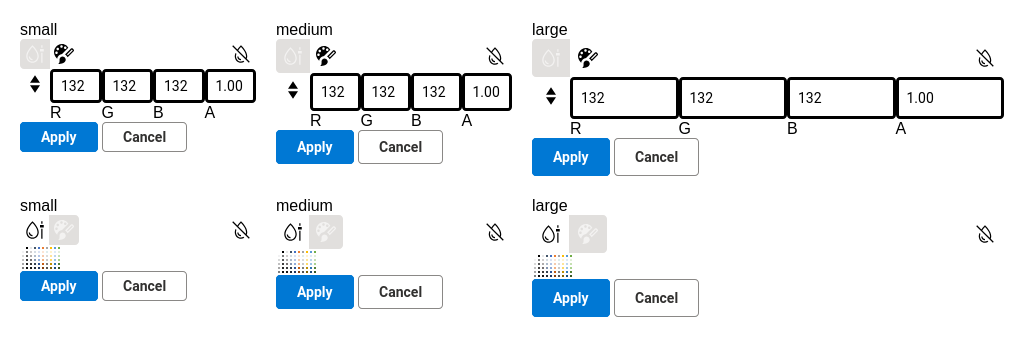 small medium large
132 132 132 1.00 132 132 132 1.00 132 132 132 1.00
R G B A R G B A R G B A
Apply Cancel Apply Cancel Apply Cancel
small medium large
Apply Cancel Apply Cancel Apply Cancel